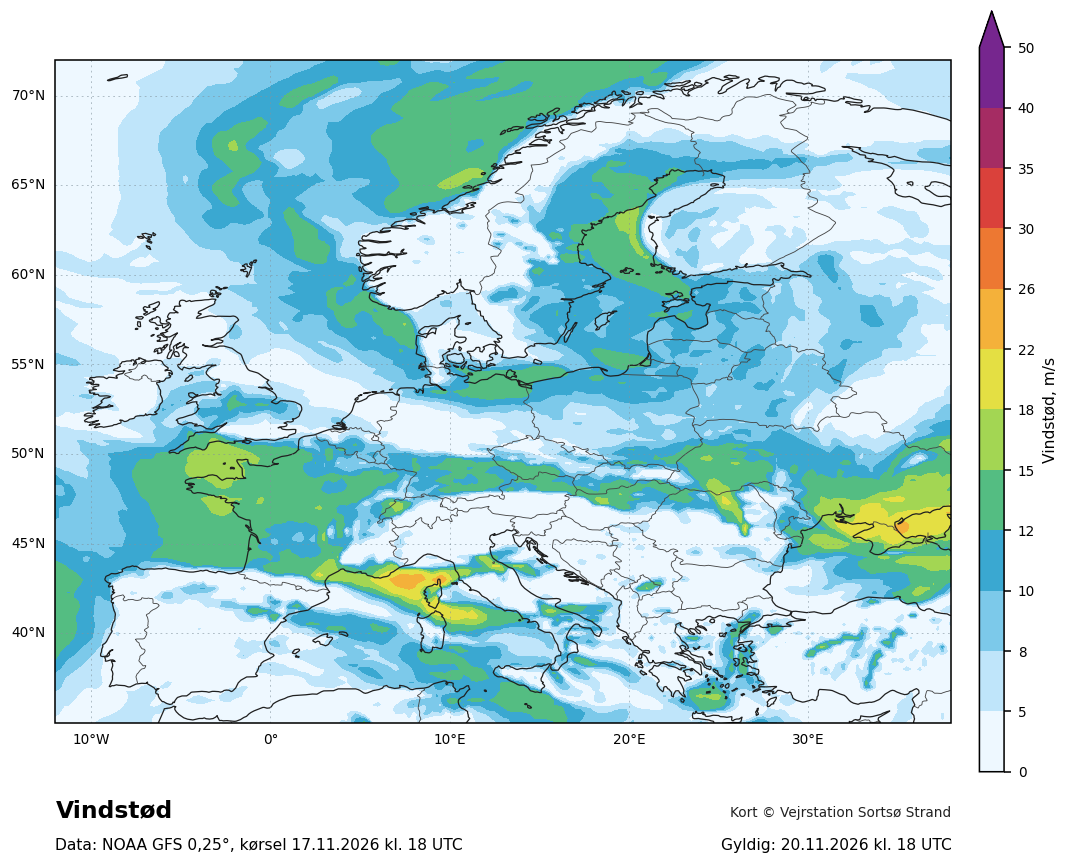 50
40
35
30
26
22
18
15
12
10
8
5
0
Vindstød, m/s
70°N
65°N
60°N
55°N
50°N
45°N
40°N
10°W
0°
10°E
20°E
30°E
Vindstød
Kort © Vejrstation Sortsø Strand
Data: NOAA GFS 0,25°, kørsel 17.11.2026 kl. 18 UTC
Gyldig: 20.11.2026 kl. 18 UTC